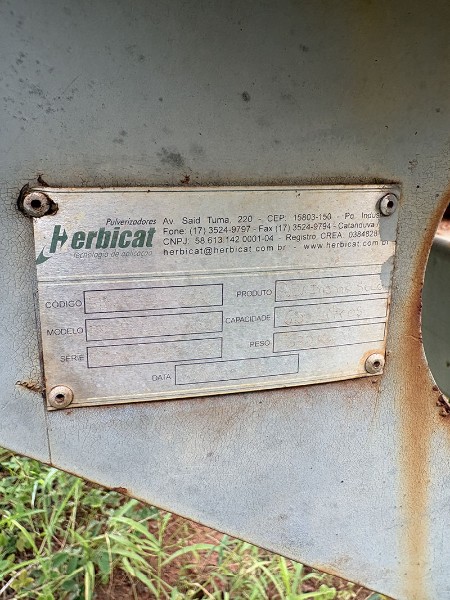 Pulverizadores
Herbicat
Tecnologia de aplicação
Av. Said Tuma, 220 - CEP: 15803-150 - Pq. Indus
Fone: (17) 3524-9797 - Fax (17) 3524-9794 - Catanduva
CNPJ: 58.613.142.0001-04 - Registro CREA: 0384828
herbicat@herbicat.com.br - www.herbicat.com.br
CÓDIGO
PRODUTO
MODELO
CAPACIDADE
SÉRIE
PESO
DATA